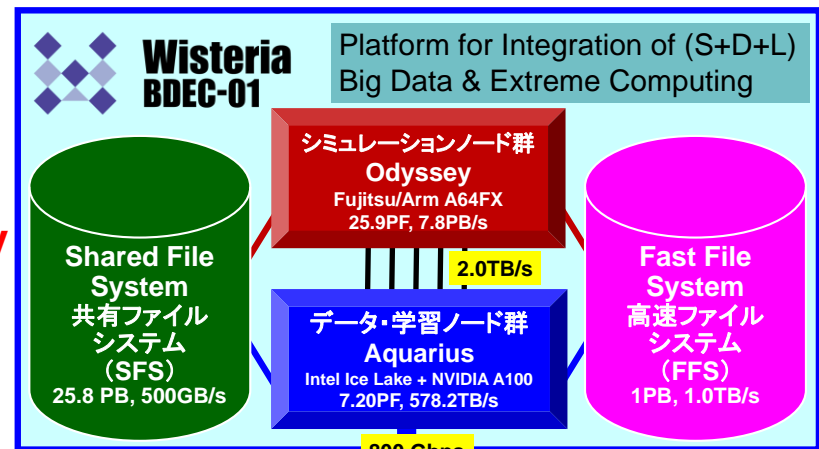 Wisteria
BDEC-01
Platform for Integration of (S+D+L)
Big Data & Extreme Computing
シミュレーションノード群
Odyssey
Fujitsu/Arm A64FX
25.9PF, 7.8PB/s
2.0TB/s
Shared File
System
共有ファイル
システム
（SFS）
25.8 PB, 500GB/s
データ・学習ノード群
Aquarius
Intel Ice Lake + NVIDIA A100
7.20PF, 578.2TB/s
Fast File
System
高速ファイル
システム
（FFS）
1PB, 1.0TB/s
800 Gbps